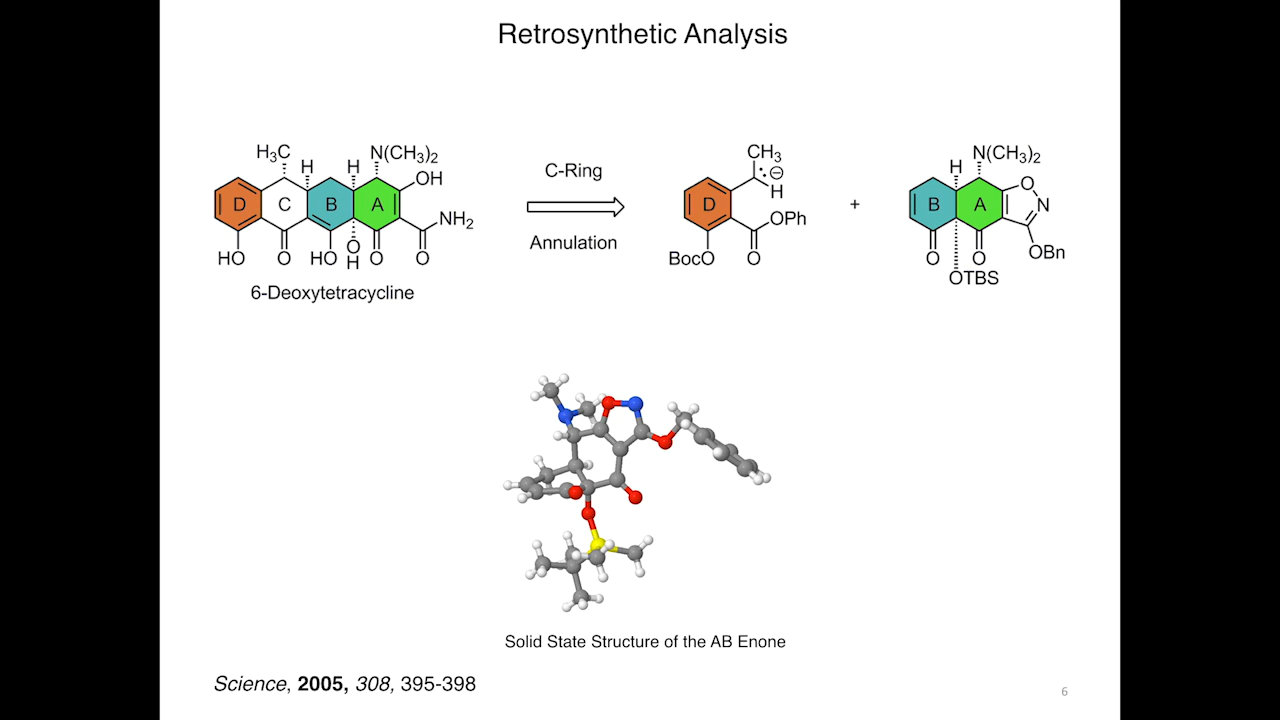 Retrosynthetic Analysis
H₃C H H N(CH₃)₂ OH
D C B A
NH₂
HO O HO O H O O
6-Deoxytetracycline
C-Ring
Annulation
CH₃
⊖
H
D OPh
BocO O
+
H N(CH₃)₂
O
B A N
O O OBn
OTBS
Solid State Structure of the AB Enone
Science, 2005, 308, 395-398
6